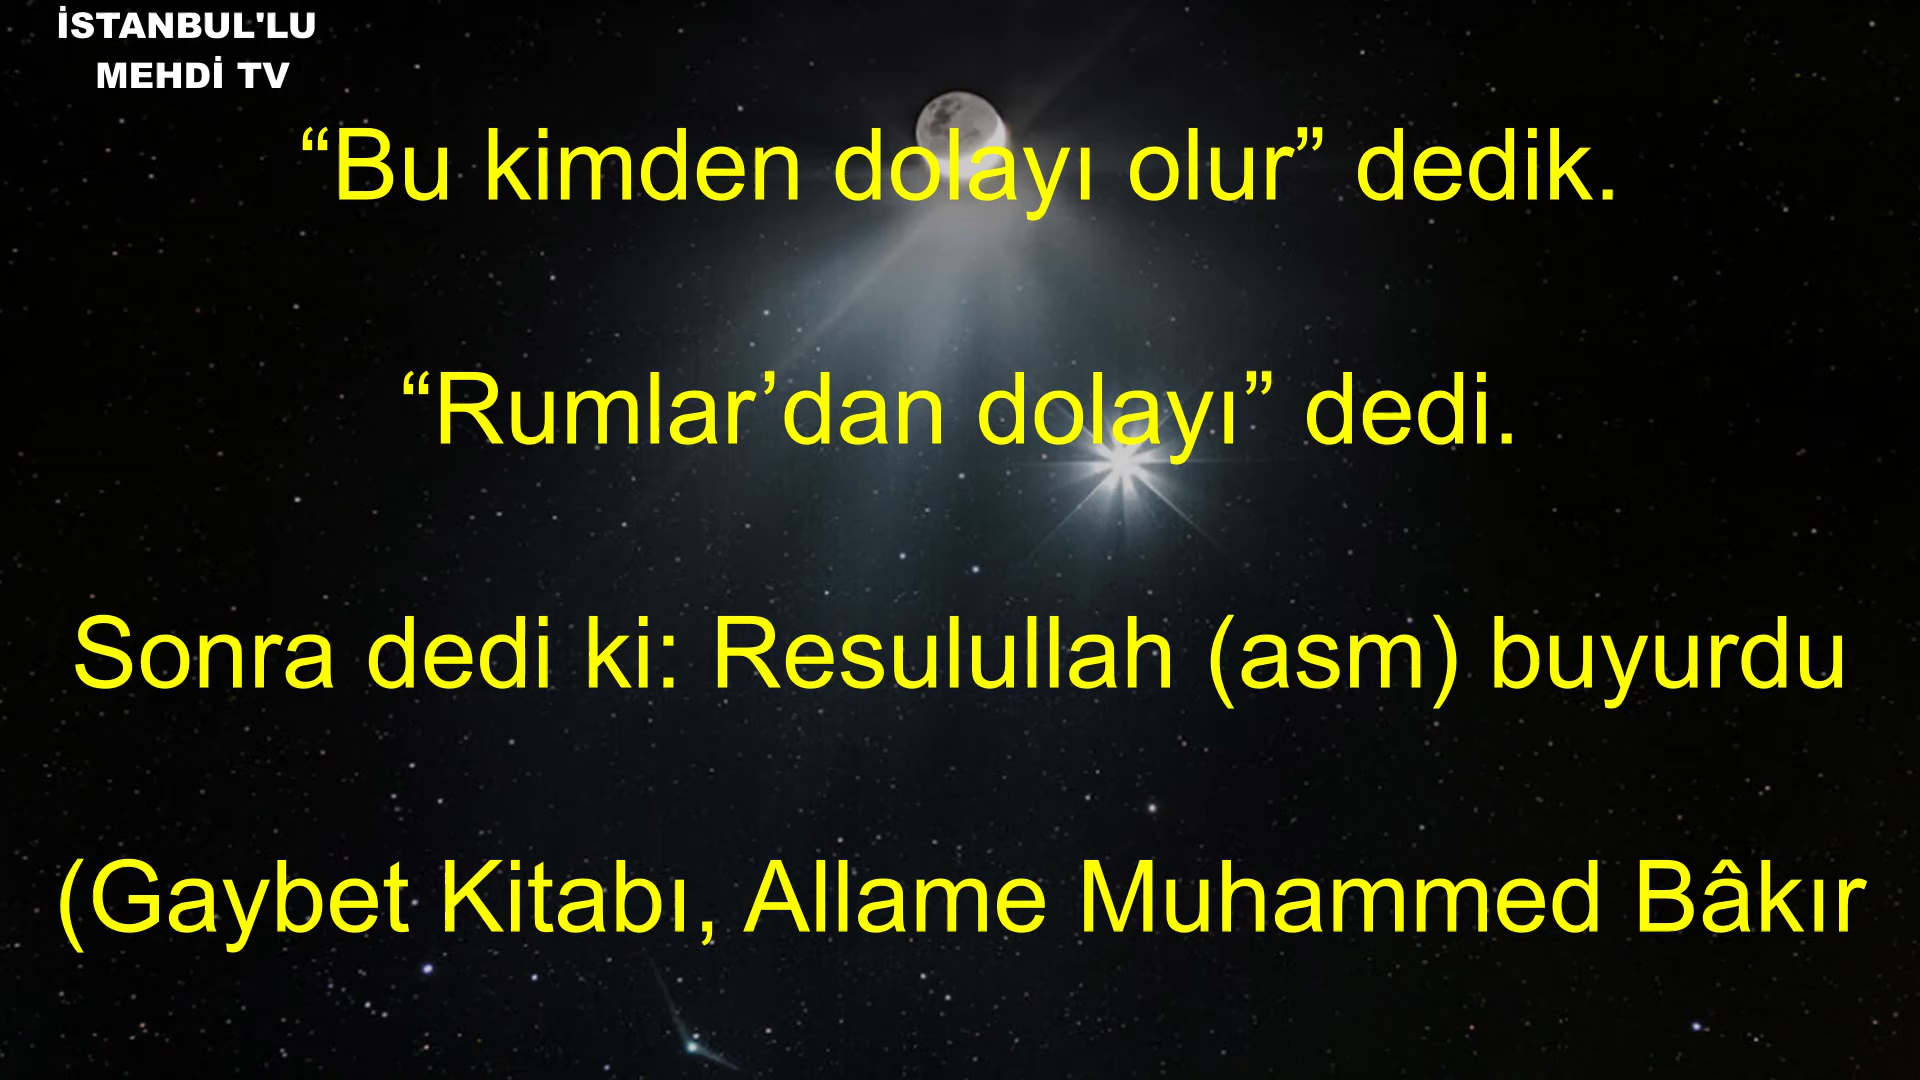 İSTANBUL'LU
MEHDİ TV
“Bu kimden dolayı olur” dedik.
“Rumlar’dan dolayı” dedi.
Sonra dedi ki: Resulullah (asm) buyurdu
(Gaybet Kitabı, Allame Muhammed Bâkır